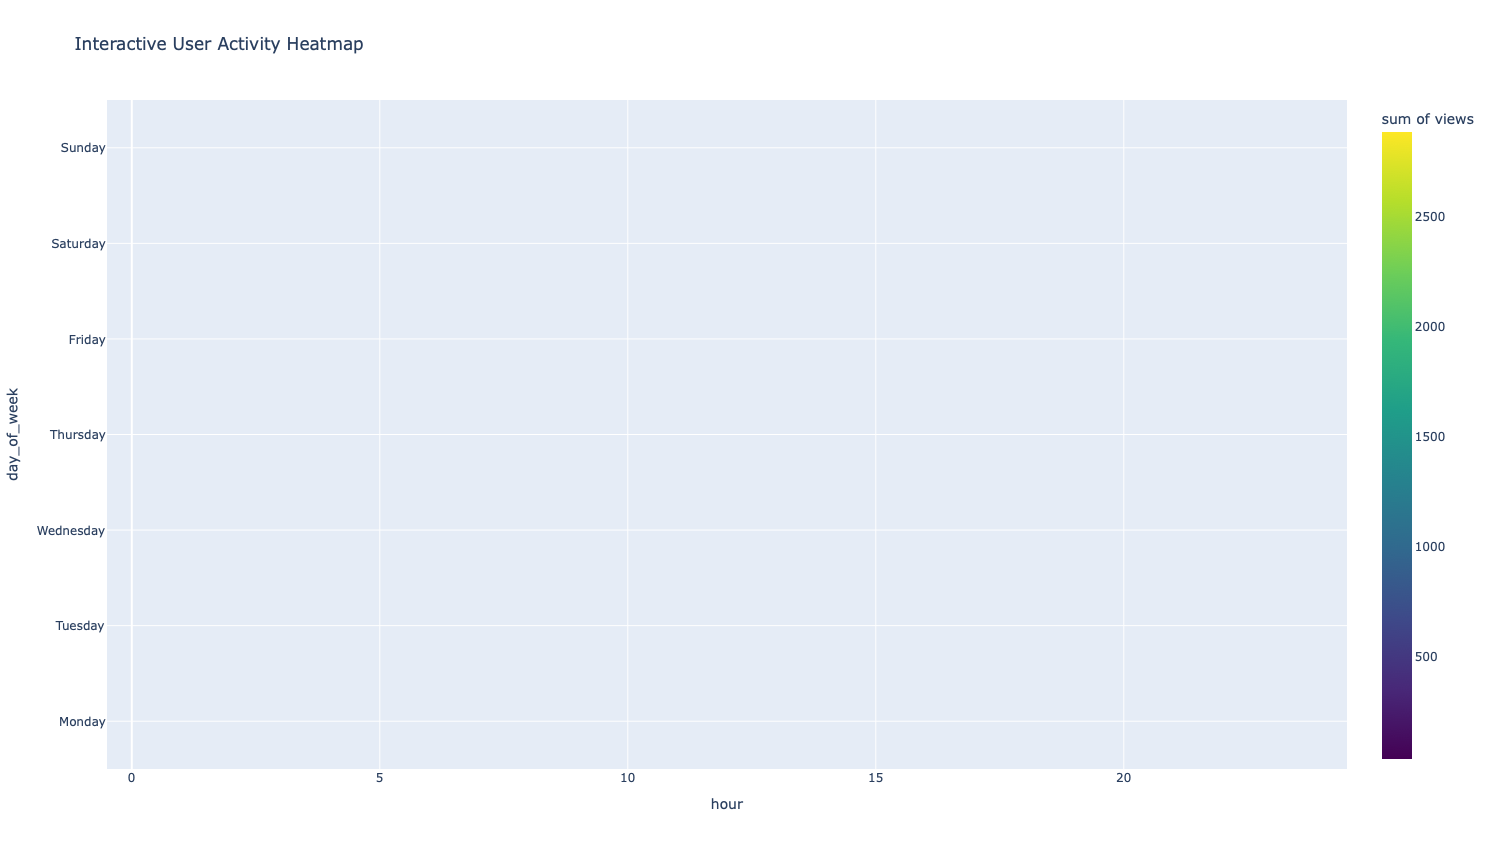 Interactive User Activity Heatmap
sum of views
Sunday
Saturday
Friday
Thursday
Wednesday
Tuesday
Monday
day_of_week
0
5
10
15
20
hour
2500
2000
1500
1000
500